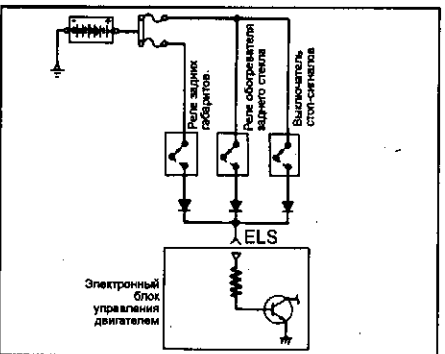 Реле задних
габаритов
Реле обогревателя
заднего стекла
Выключатель
стоп-сигналов
ELS
Электронный
блок
управления
двигателем